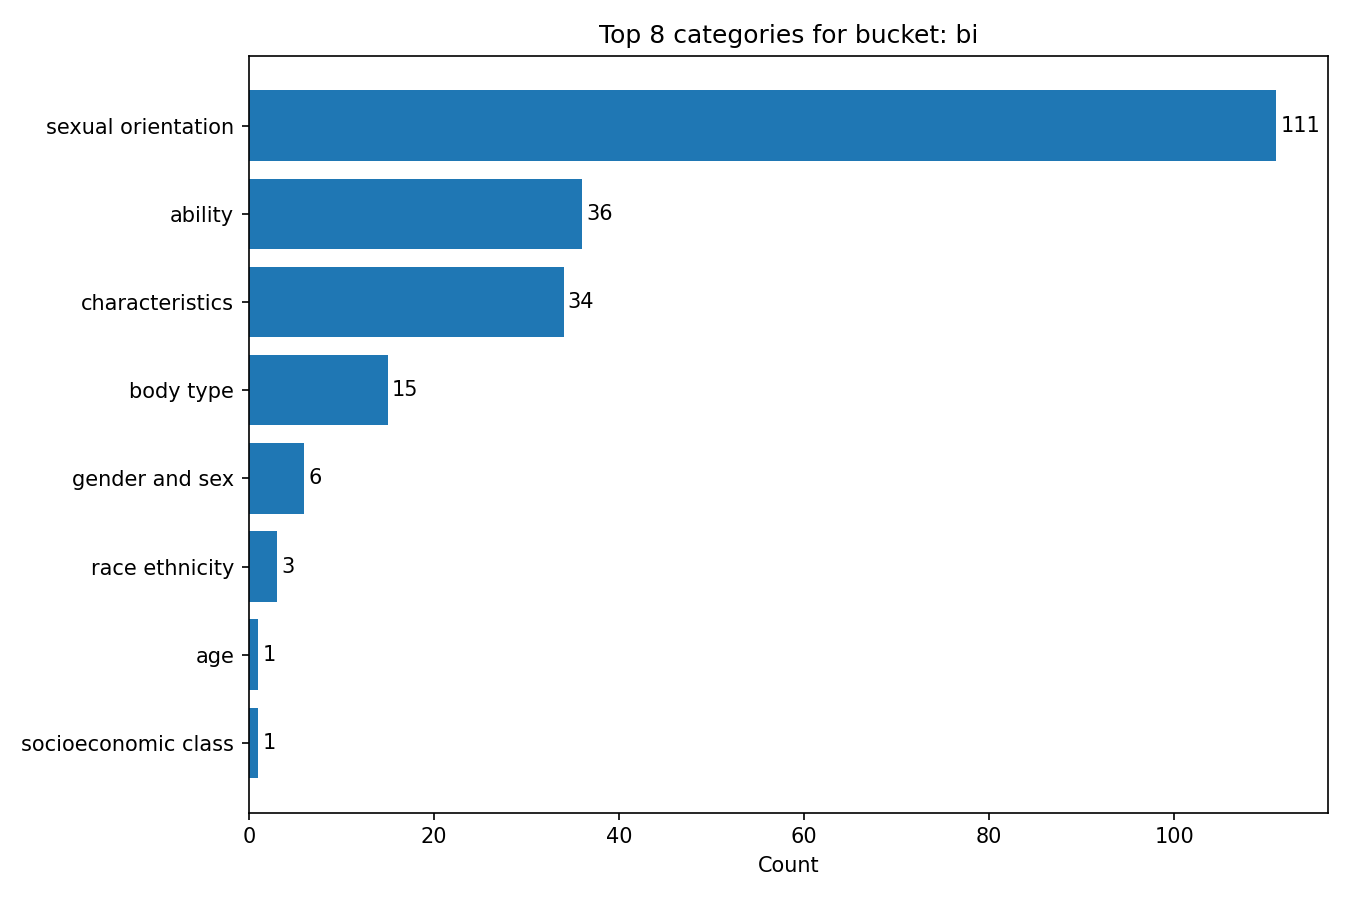 Top 8 categories for bucket: bi
sexual orientation 111
ability 36
characteristics 34
body type 15
gender and sex 6
race ethnicity 3
age 1
socioeconomic class 1
0 20 40 60 80 100
Count